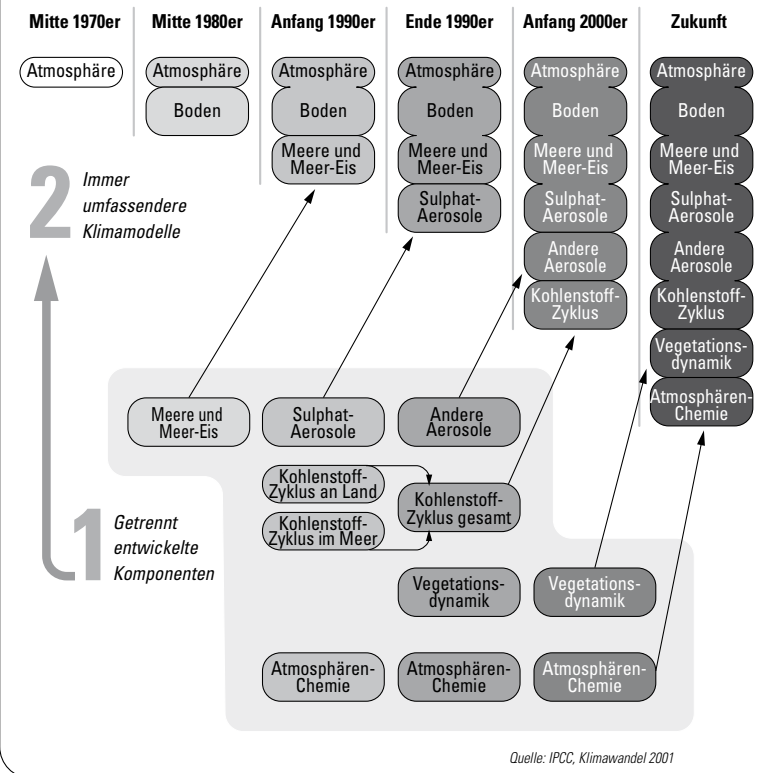 Mitte 1970er
Mitte 1980er
Anfang 1990er
Ende 1990er
Anfang 2000er
Zukunft
Atmosphäre
Atmosphäre
Atmosphäre
Atmosphäre
Atmosphäre
Atmosphäre
Boden
Boden
Boden
Boden
Boden
Meere und
Meer-Eis
Meere und
Meer-Eis
Meere und
Meer-Eis
Meere und
Meer-Eis
Sulphat-
Aerosole
Sulphat-
Aerosole
Sulphat-
Aerosole
Andere
Aerosole
Andere
Aerosole
Kohlenstoff-
Zyklus
Kohlenstoff-
Zyklus
Vegetations-
dynamik
Atmosphären-
Chemie
2
Immer
umfassendere
Klimamodelle
Meere und
Meer-Eis
Sulphat-
Aerosole
Andere
Aerosole
Kohlenstoff-
Zyklus an Land
Kohlenstoff-
Zyklus im Meer
Kohlenstoff-
Zyklus gesamt
1
Getrennt
entwickelte
Komponenten
Vegetations-
dynamik
Vegetations-
dynamik
Atmosphären-
Chemie
Atmosphären-
Chemie
Atmosphären-
Chemie
Quelle: IPCC, Klimawandel 2001